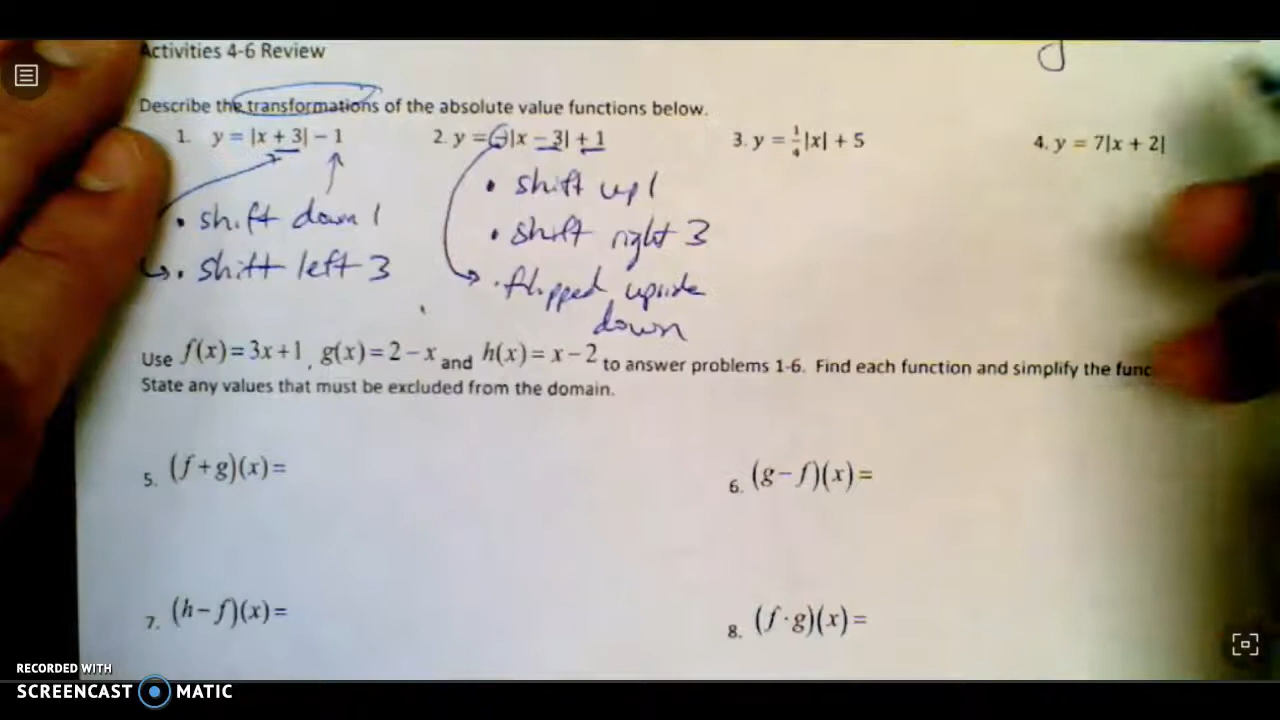 Activities 4-6 Review
Describe the transformations of the absolute value functions below.
1. y = |x + 3| − 1 2. y = −|x − 3| + 1 3. y = 1/4|x| + 5 4. y = 7|x + 2|
• shift up 1
• shift down 1 • shift right 3
• shift left 3 • flipped upside
down
Use f(x) = 3x+1, g(x) = 2 − x and h(x) = x − 2 to answer problems 1-6. Find each function and simplify the func
State any values that must be excluded from the domain.
5. (f + g)(x) = 6. (g − f)(x) =
7. (h − f)(x) = 8. (f · g)(x) =
RECORDED WITH
SCREENCAST MATIC